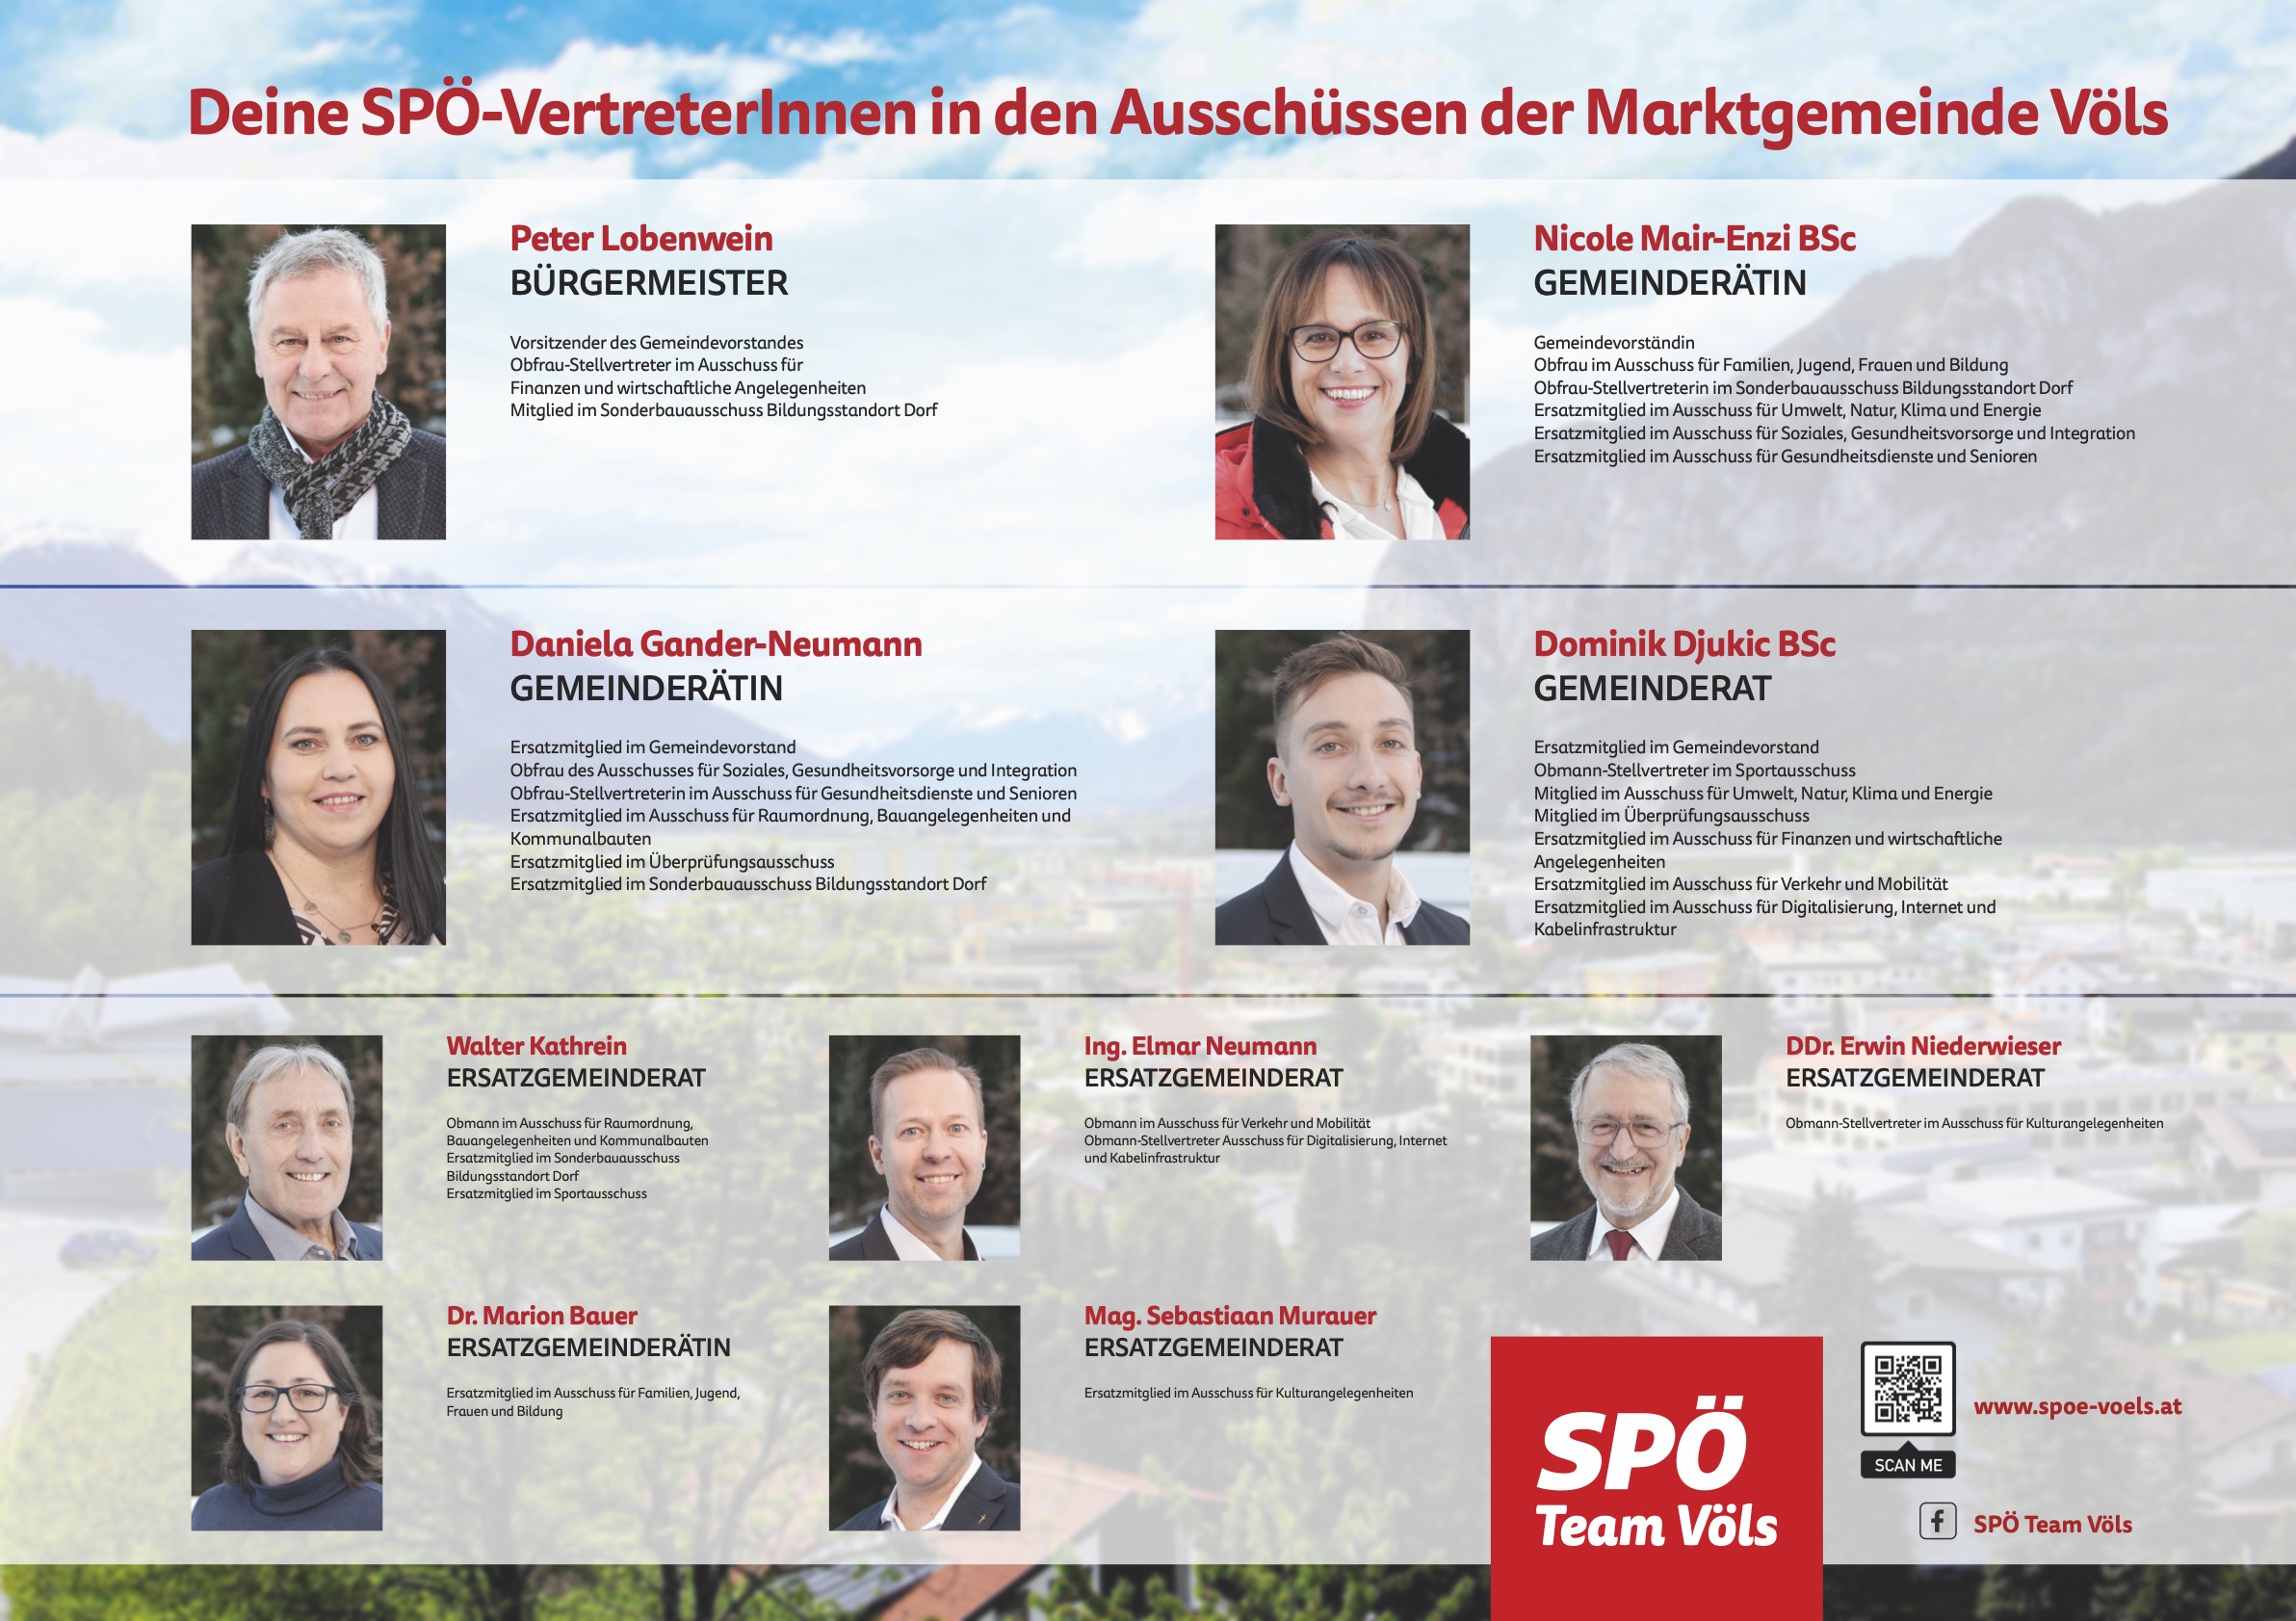 Deine SPÖ-VertreterInnen in den Ausschüssen der Marktgemeinde Völs
Peter Lobenwein
BÜRGERMEISTER
Vorsitzender des Gemeindevorstandes
Obfrau-Stellvertreter im Ausschuss für
Finanzen und wirtschaftliche Angelegenheiten
Mitglied im Sonderbauausschuss Bildungsstandort Dorf
Nicole Mair-Enzi BSc
GEMEINDERÄTIN
Gemeindevorständin
Obfrau im Ausschuss für Familien, Jugend, Frauen und Bildung
Obfrau-Stellvertreterin im Sonderbauausschuss Bildungsstandort Dorf
Ersatzmitglied im Ausschuss für Umwelt, Natur, Klima und Energie
Ersatzmitglied im Ausschuss für Soziales, Gesundheitsvorsorge und Integration
Ersatzmitglied im Ausschuss für Gesundheitsdienste und Senioren
Daniela Gander-Neumann
GEMEINDERÄTIN
Ersatzmitglied im Gemeindevorstand
Obfrau des Ausschusses für Soziales, Gesundheitsvorsorge und Integration
Obfrau-Stellvertreterin im Ausschuss für Gesundheitsdienste und Senioren
Ersatzmitglied im Ausschuss für Raumordnung, Bauangelegenheiten und
Kommunalbauten
Ersatzmitglied im Überprüfungsausschuss
Ersatzmitglied im Sonderbauausschuss Bildungsstandort Dorf
Dominik Djukic BSc
GEMEINDERAT
Ersatzmitglied im Gemeindevorstand
Obmann-Stellvertreter im Sportausschuss
Mitglied im Ausschuss für Umwelt, Natur, Klima und Energie
Mitglied im Überprüfungsausschuss
Ersatzmitglied im Ausschuss für Finanzen und wirtschaftliche
Angelegenheiten
Ersatzmitglied im Ausschuss für Verkehr und Mobilität
Ersatzmitglied im Ausschuss für Digitalisierung, Internet und
Kabelinfrastruktur
Walter Kathrein
ERSATZGEMEINDERAT
Obmann im Ausschuss für Raumordnung,
Bauangelegenheiten und Kommunalbauten
Ersatzmitglied im Sonderbauausschuss
Bildungsstandort Dorf
Ersatzmitglied im Sportausschuss
Ing. Elmar Neumann
ERSATZGEMEINDERAT
Obmann im Ausschuss für Verkehr und Mobilität
Obmann-Stellvertreter Ausschuss für Digitalisierung, Internet
und Kabelinfrastruktur
DDr. Erwin Niederwieser
ERSATZGEMEINDERAT
Obmann-Stellvertreter im Ausschuss für Kulturangelegenheiten
Dr. Marion Bauer
ERSATZGEMEINDERÄTIN
Ersatzmitglied im Ausschuss für Familien, Jugend,
Frauen und Bildung
Mag. Sebastiaan Murauer
ERSATZGEMEINDERAT
Ersatzmitglied im Ausschuss für Kulturangelegenheiten
SPÖ
Team Völs
SCAN ME
www.spoe-voels.at
SPÖ Team Völs